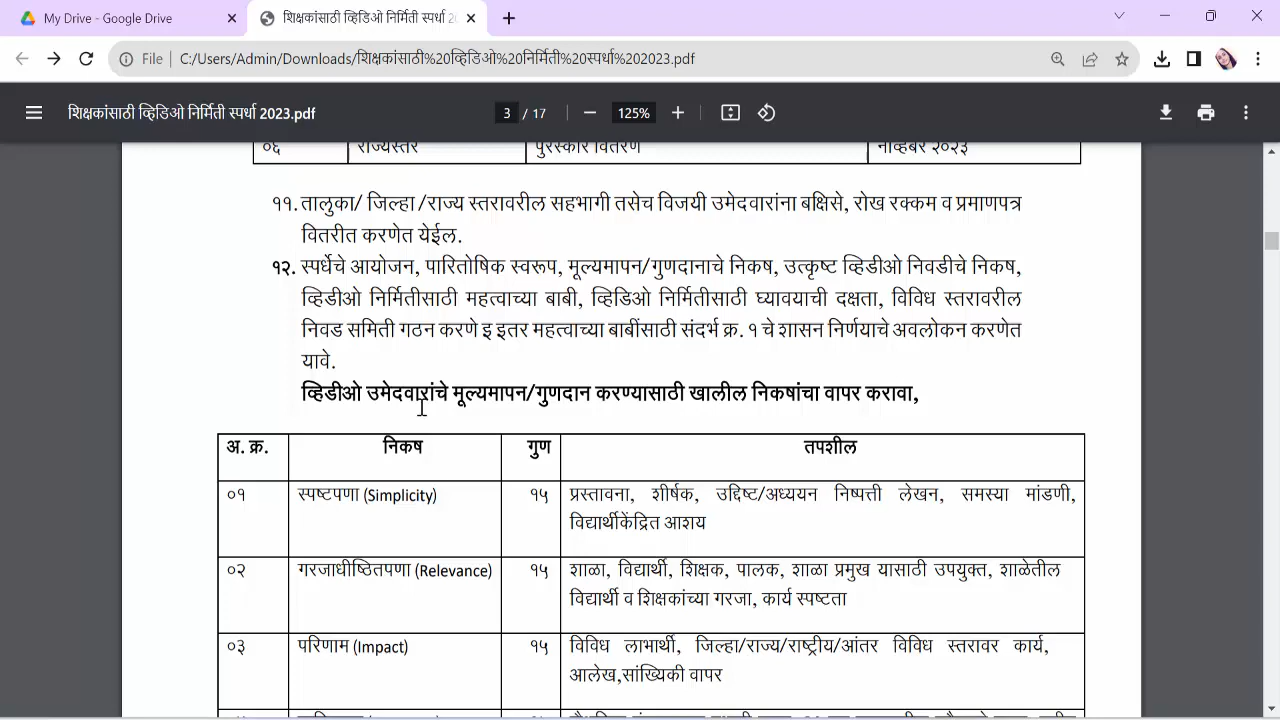 My Drive - Google Drive
शिक्षकांसाठी व्हिडिओ निर्मिती स्पर्धा 2
File C:/Users/Admin/Downloads/शिक्षकांसाठी%20व्हिडिओ%20निर्मिती%20स्पर्धा%202023.pdf
शिक्षकांसाठी व्हिडिओ निर्मिती स्पर्धा 2023.pdf 3 / 17 125%
०६ राज्यस्तर पुरस्कार वितरण नोव्हेंबर २०२३
११. तालुका/ जिल्हा /राज्य स्तरावरील सहभागी तसेच विजयी उमेदवारांना बक्षिसे, रोख रक्कम व प्रमाणपत्र
वितरीत करणेत येईल.
१२. स्पर्धेचे आयोजन, पारितोषिक स्वरूप, मूल्यमापन/गुणदानाचे निकष, उत्कृष्ट व्हिडीओ निवडीचे निकष,
व्हिडीओ निर्मितीसाठी महत्वाच्या बाबी, व्हिडिओ निर्मितीसाठी घ्यावयाची दक्षता, विविध स्तरावरील
निवड समिती गठन करणे इ इतर महत्वाच्या बाबींसाठी संदर्भ क्र. १ चे शासन निर्णयाचे अवलोकन करणेत
यावे.
व्हिडीओ उमेदवारांचे मूल्यमापन/गुणदान करण्यासाठी खालील निकषांचा वापर करावा,
अ. क्र. निकष गुण तपशील
०१ स्पष्टपणा (Simplicity) १५ प्रस्तावना, शीर्षक, उद्दिष्ट/अध्ययन निष्पत्ती लेखन, समस्या मांडणी,
विद्यार्थीकेंद्रित आशय
०२ गरजाधीष्ठितपणा (Relevance) १५ शाळा, विद्यार्थी, शिक्षक, पालक, शाळा प्रमुख यासाठी उपयुक्त, शाळेतील
विद्यार्थी व शिक्षकांच्या गरजा, कार्य स्पष्टता
०३ परिणाम (Impact) १५ विविध लाभार्थी, जिल्हा/राज्य/राष्ट्रीय/आंतर विविध स्तरावर कार्य,
आलेख,सांख्यिकी वापर